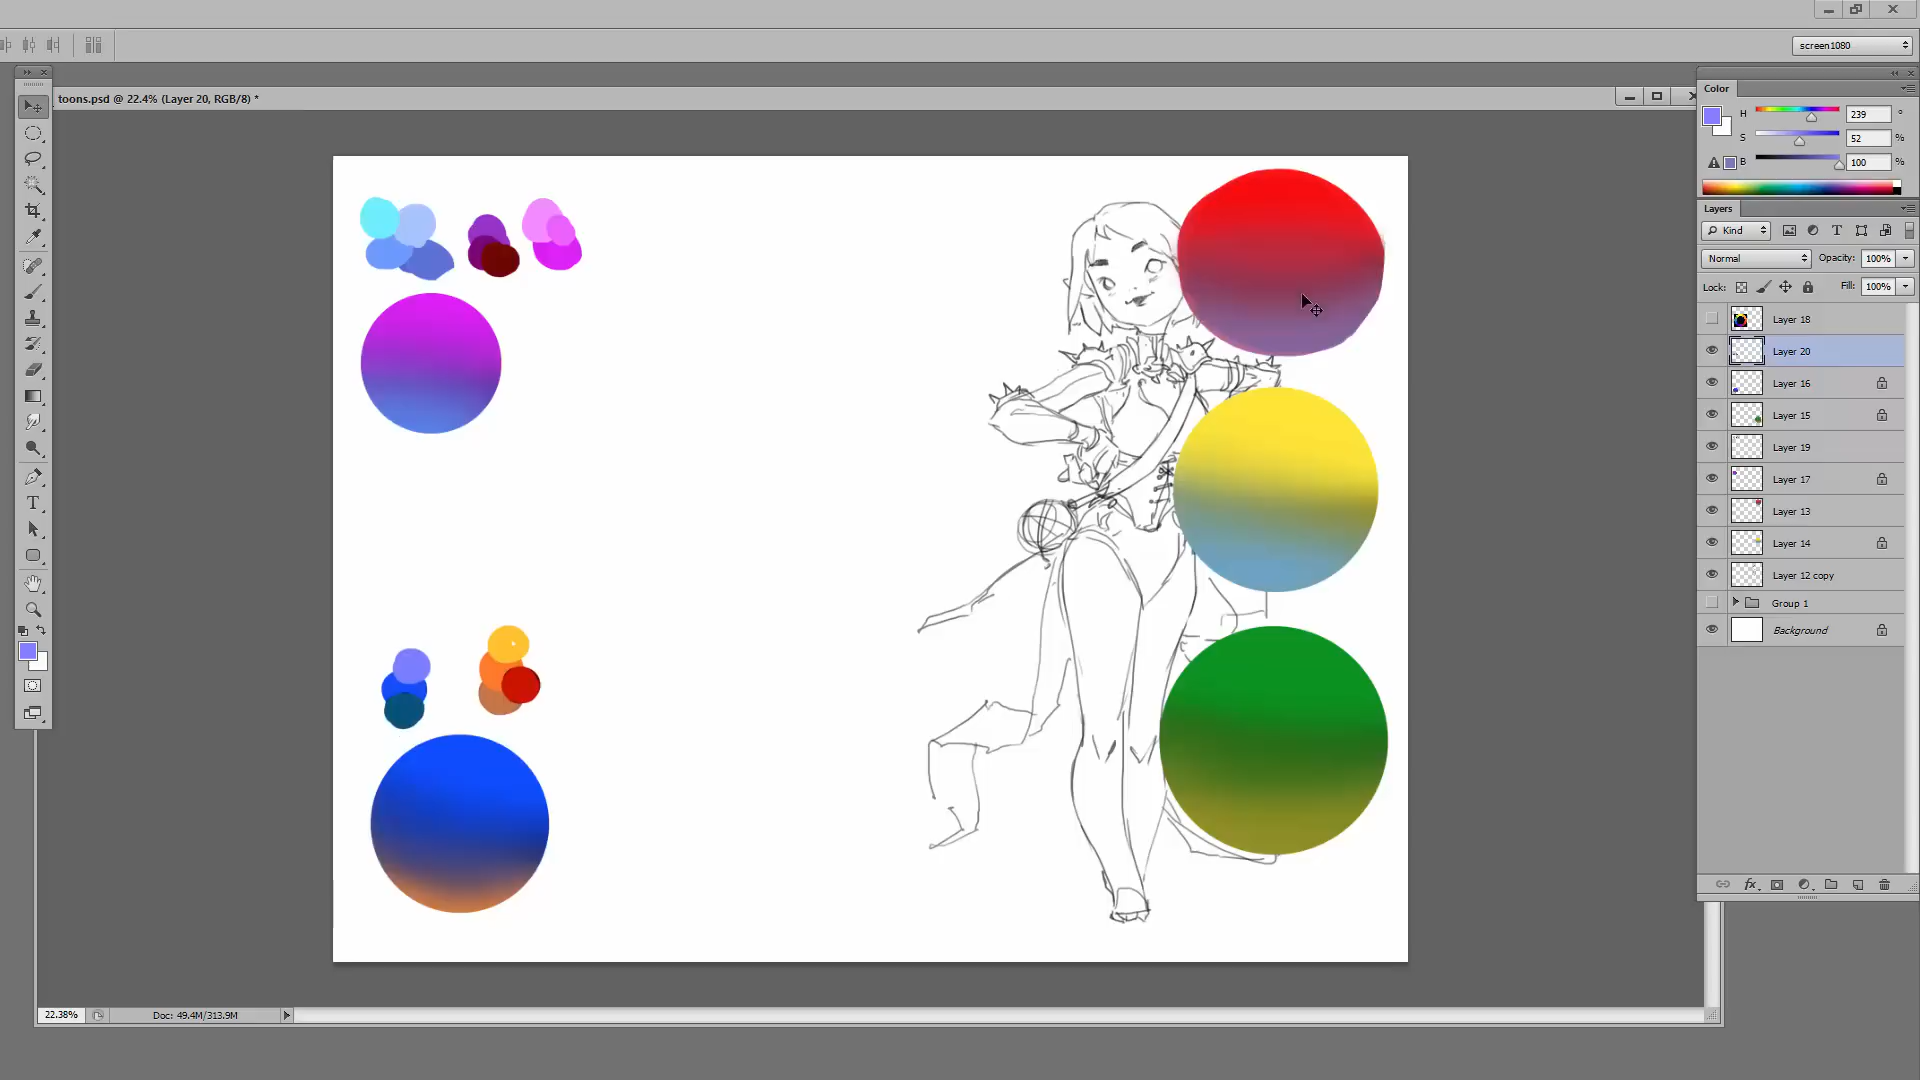 screen1080
toons.psd @ 22.4% (Layer 20, RGB/8) *
Color
H 239 °
S 52 %
B 100 %
Layers
Kind
Normal Opacity: 100%
Lock: Fill: 100%
Layer 18
Layer 20
Layer 16
Layer 15
Layer 19
Layer 17
Layer 13
Layer 14
Layer 12 copy
Group 1
Background
fx
T
22.38% Doc: 49.4M/313.9M